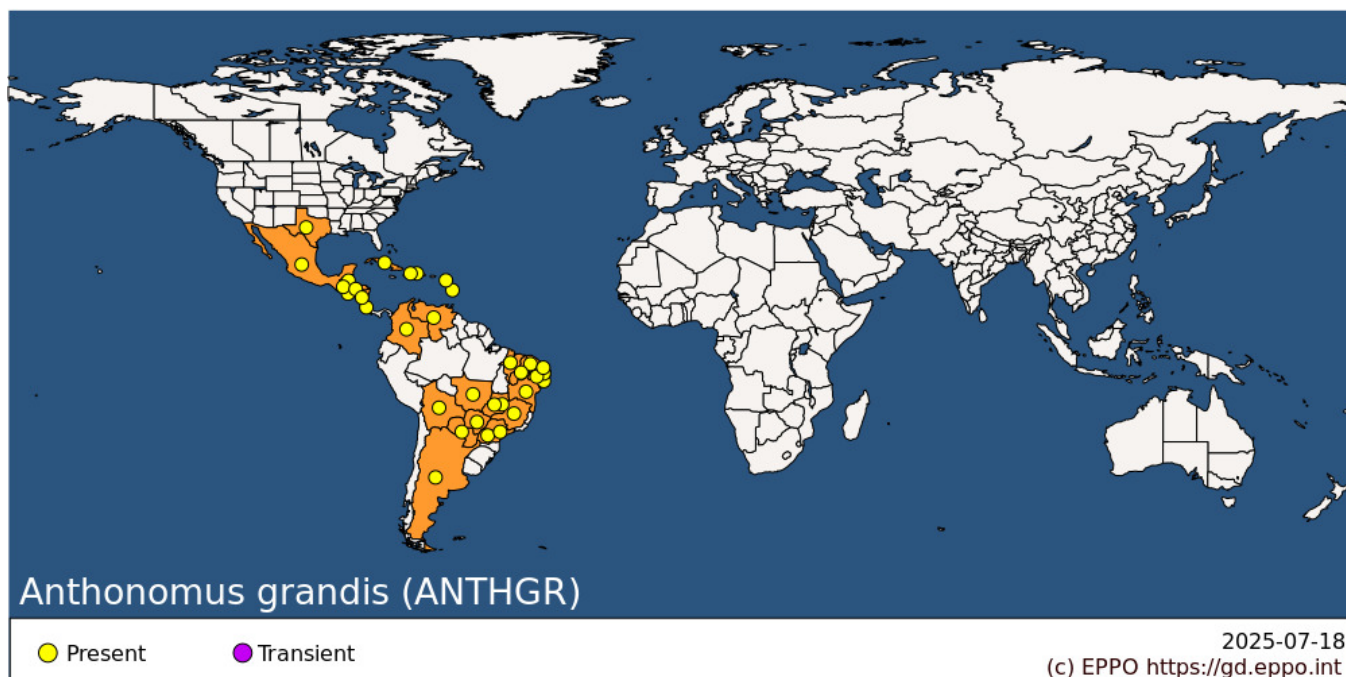 Anthonomus grandis (ANTHGR)
Present
Transient
2025-07-18
(c) EPPO https://gd.eppo.int